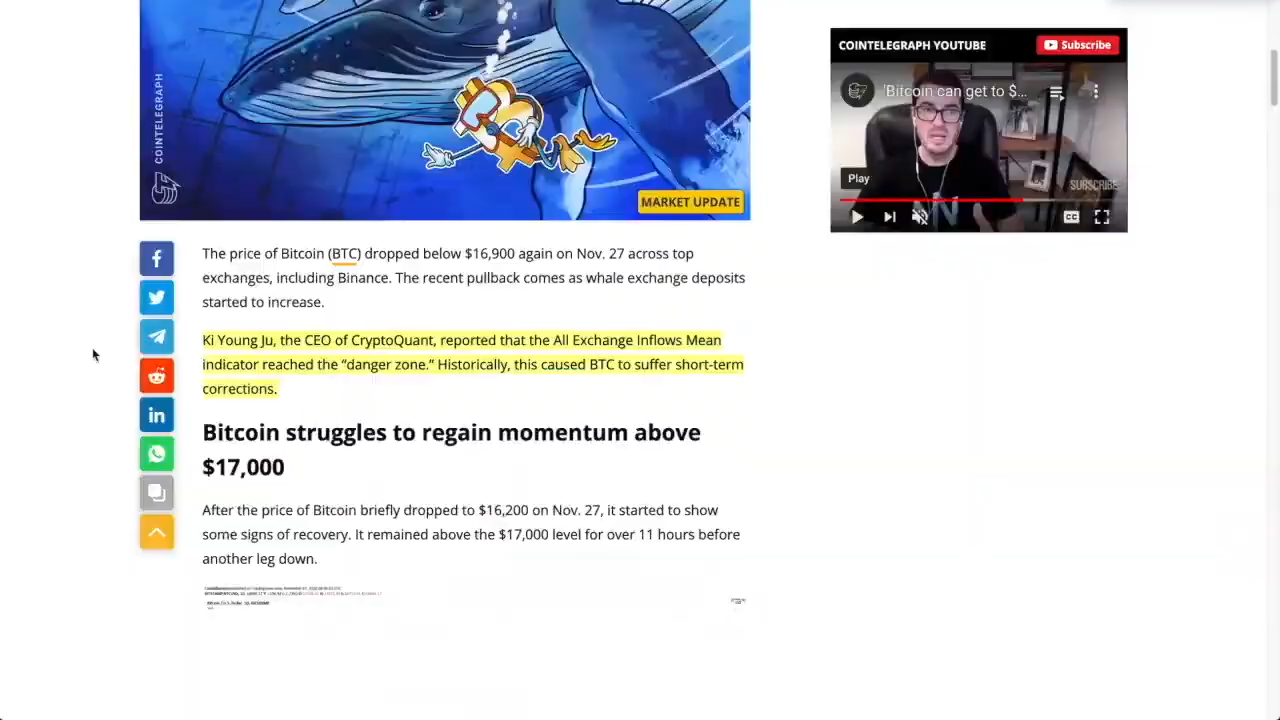 COINTELEGRAPH
MARKET UPDATE
COINTELEGRAPH YOUTUBE
Subscribe
'Bitcoin can get to $...
Play
SUBSCRIBE
CC
The price of Bitcoin (BTC) dropped below $16,900 again on Nov. 27 across top
exchanges, including Binance. The recent pullback comes as whale exchange deposits
started to increase.
Ki Young Ju, the CEO of CryptoQuant, reported that the All Exchange Inflows Mean
indicator reached the “danger zone.” Historically, this caused BTC to suffer short-term
corrections.
Bitcoin struggles to regain momentum above
$17,000
After the price of Bitcoin briefly dropped to $16,200 on Nov. 27, it started to show
some signs of recovery. It remained above the $17,000 level for over 11 hours before
another leg down.